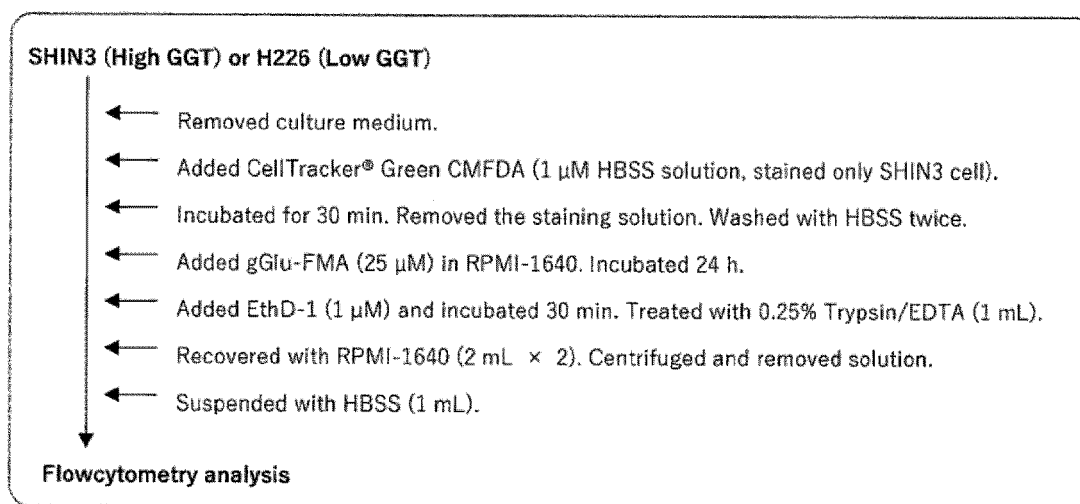 SHIN3 (High GGT) or H226 (Low GGT)
Removed culture medium.
Added CellTracker® Green CMFDA (1 μM HBSS solution, stained only SHIN3 cell).
Incubated for 30 min. Removed the staining solution. Washed with HBSS twice.
Added gGlu-FMA (25 μM) in RPMI-1640. Incubated 24 h.
Added EthD-1 (1 μM) and incubated 30 min. Treated with 0.25% Trypsin/EDTA (1 mL).
Recovered with RPMI-1640 (2 mL × 2). Centrifuged and removed solution.
Suspended with HBSS (1 mL).
Flowcytometry analysis